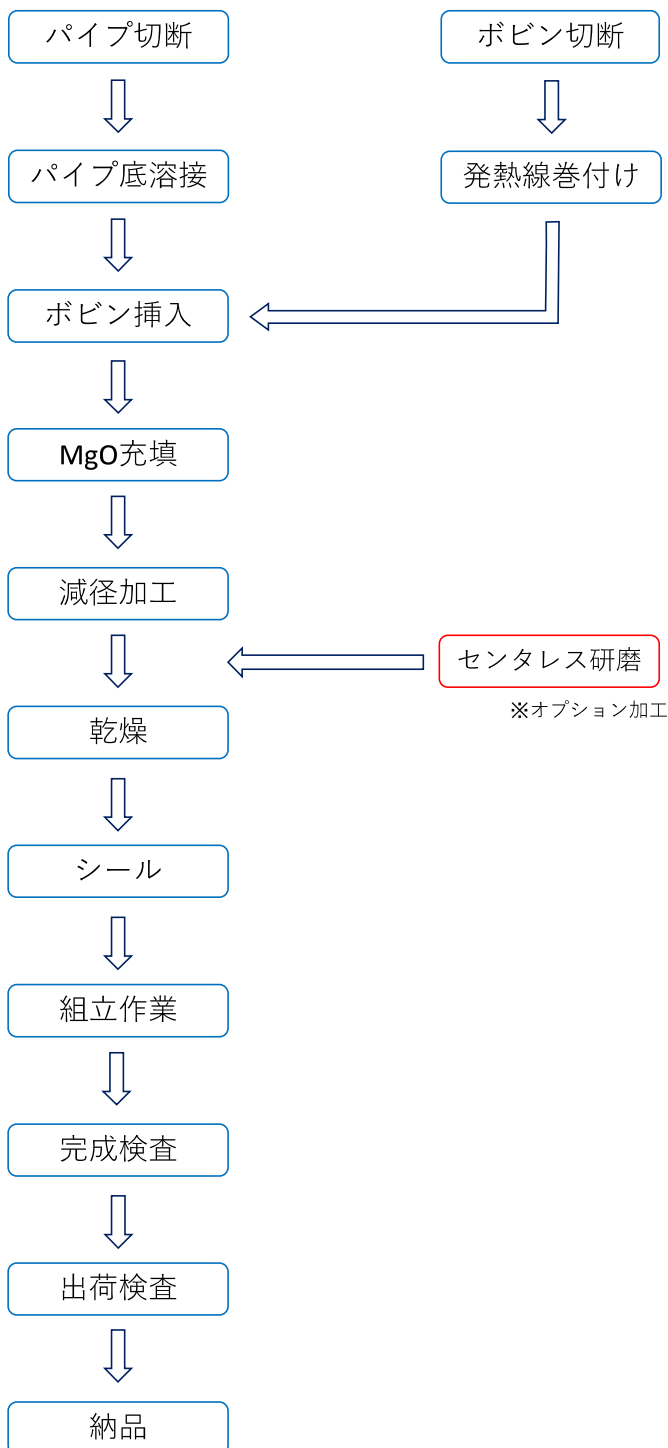 パイプ切断
ボビン切断
パイプ底溶接
発熱線巻付け
ボビン挿入
MgO充填
減径加工
センタレス研磨
※オプション加工
乾燥
シール
組立作業
完成検査
出荷検査
納品